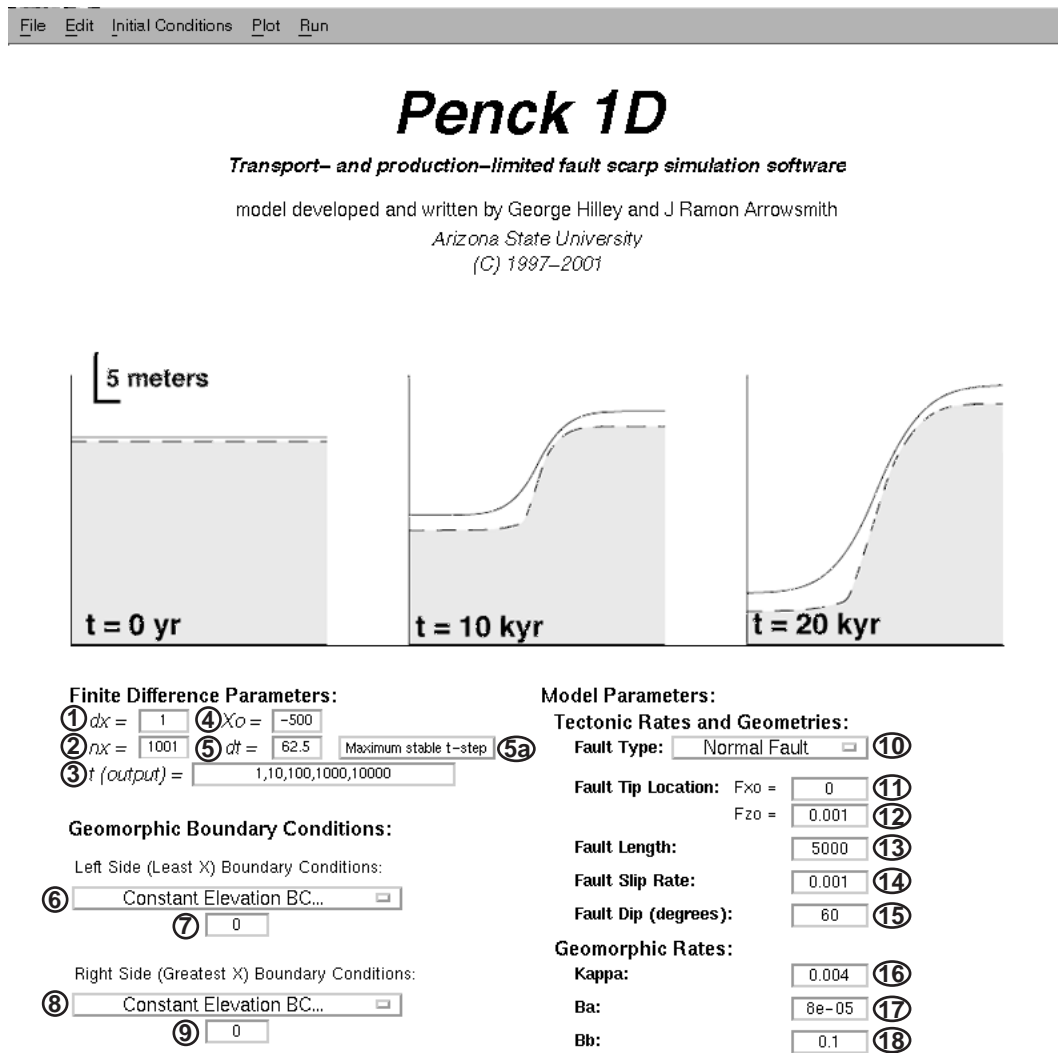 File Edit Initial Conditions Plot Run
Penck 1D
Transport– and production–limited fault scarp simulation software
model developed and written by George Hilley and J Ramon Arrowsmith
Arizona State University
(C) 1997–2001
5 meters
t = 0 yr
t = 10 kyr
t = 20 kyr
Finite Difference Parameters:
1 dx = 1 4 Xo = -500
2 nx = 1001 5 dt = 62.5 Maximum stable t-step 5a
3 t (output) = 1,10,100,1000,10000
Geomorphic Boundary Conditions:
Left Side (Least X) Boundary Conditions:
6 Constant Elevation BC...
7 0
Right Side (Greatest X) Boundary Conditions:
8 Constant Elevation BC...
9 0
Model Parameters:
Tectonic Rates and Geometries:
Fault Type: Normal Fault 10
Fault Tip Location: Fxo = 0 11
Fzo = 0.001 12
Fault Length: 5000 13
Fault Slip Rate: 0.001 14
Fault Dip (degrees): 60 15
Geomorphic Rates:
Kappa: 0.004 16
Ba: 8e-05 17
Bb: 0.1 18